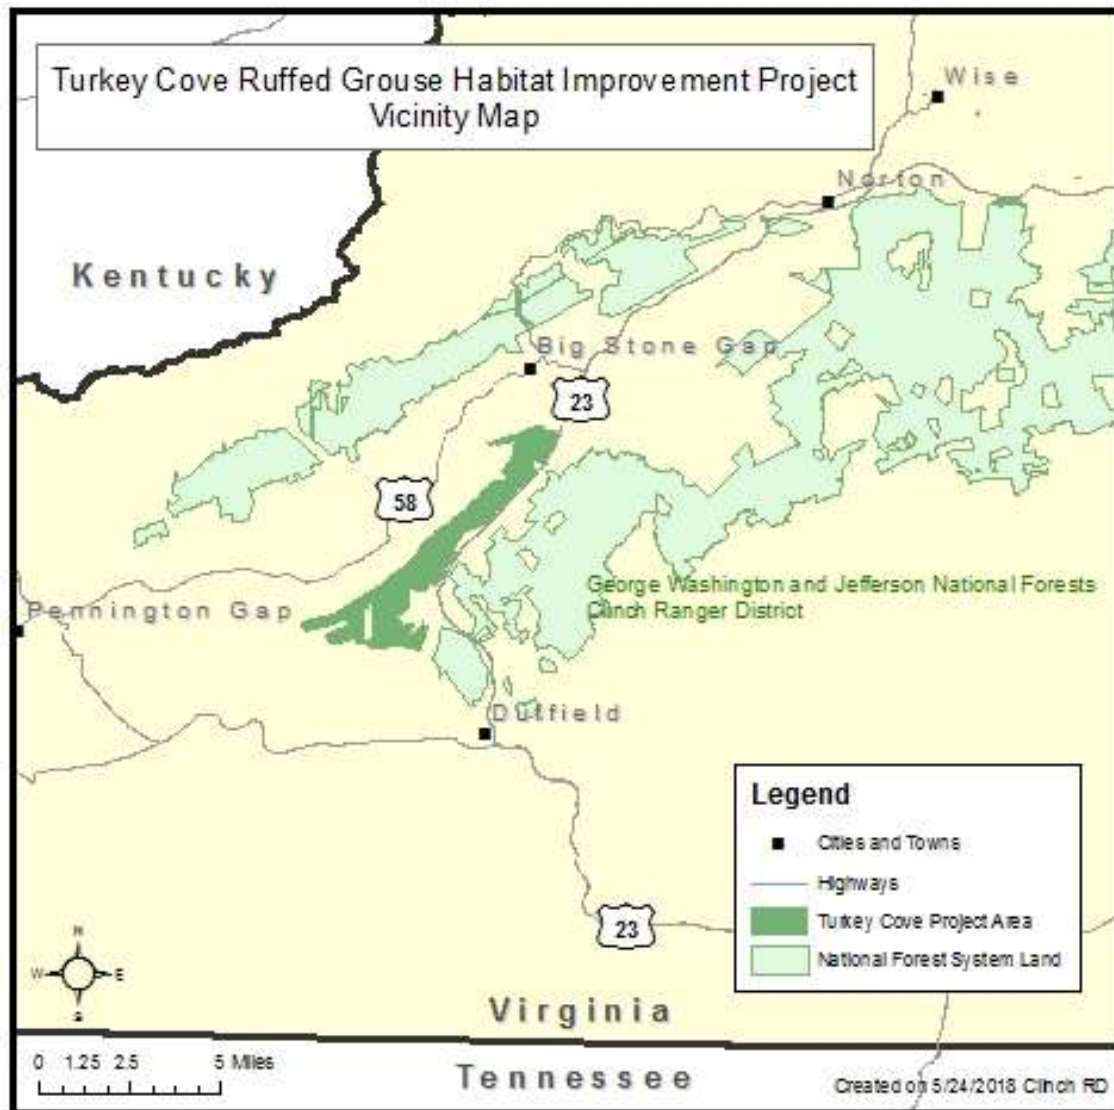 Turkey Cove Ruffed Grouse Habitat Improvement Project
Vicinity Map
Wise
Norton
Kentucky
Big Stone Gap
23
58
George Washington and Jefferson National Forests
Clinch Ranger District
Pennington Gap
Duffield
Legend
Cities and Towns
Highways
Turkey Cove Project Area
National Forest System Land
23
N
W
E
S
Virginia
0 1.25 2.5 5 Miles
Tennessee
Created on 5/24/2018 Clinch RD